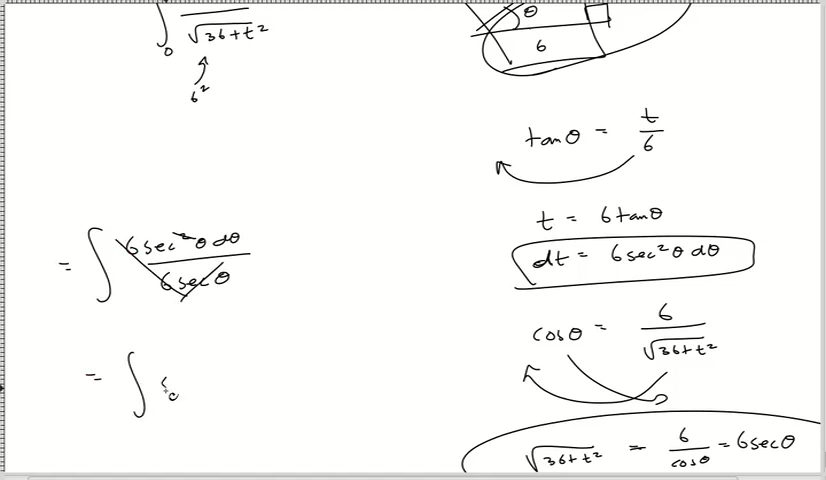 ∫₀ ‾‾‾/√(36+t²)
6²
θ
6
tanθ = t/6
t = 6tanθ
dt = 6sec²θ dθ
= ∫ 6sec²θ dθ / 6secθ
cosθ = 6/√(36+t²)
= ∫ s
√(36+t²) = 6/cosθ = 6secθ